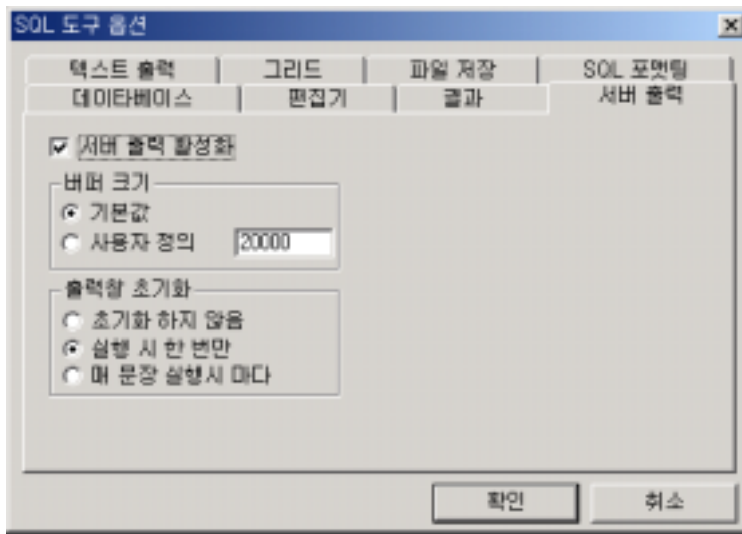 SQL 도구 옵션
텍스트 출력 그리드 파일 저장 SQL 포맷팅
데이타베이스 편집기 결과 서버 출력
서버 출력 활성화
버퍼 크기
기본값
사용자 정의 20000
출력창 초기화
초기화 하지 않음
실행 시 한 번만
매 문장 실행시 마다
확인 취소